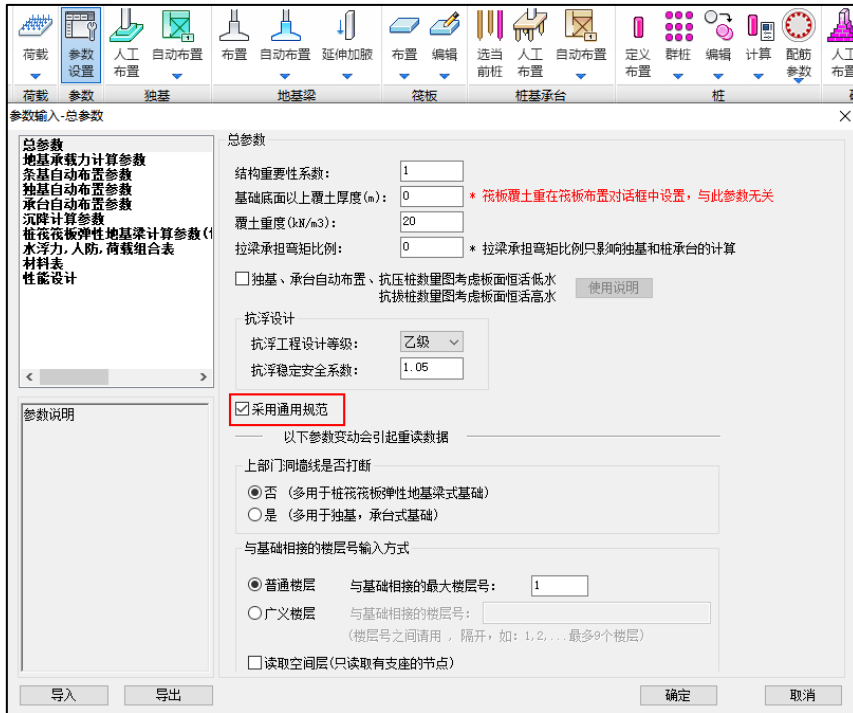 荷载 参数设置 人工布置 自动布置 布置 自动布置 延伸加腋 布置 编辑 选当前桩 人工布置 自动布置 定义布置 群桩 编辑 计算 配筋参数
荷载 参数 独基 地基梁 筏板 桩基承台 桩
参数输入-总参数
总参数
地基承载力计算参数
条基自动布置参数
独基自动布置参数
承台自动布置参数
沉降计算参数
桩筏筏板弹性地基梁计算参数(
水浮力,人防,荷载组合表
材料表
性能设计
参数说明
总参数
结构重要性系数: 1
基础底面以上覆土厚度(m): 0 * 筏板覆土重在筏板布置对话框中设置，与此参数无关
覆土重度(kN/m3): 20
拉梁承担弯矩比例: 0 * 拉梁承担弯矩比例只影响独基和桩承台的计算
独基、承台自动布置、抗压桩数量图考虑板面恒活低水
抗拔桩数量图考虑板面恒活高水
使用说明
抗浮设计
抗浮工程设计等级: 乙级
抗浮稳定安全系数: 1.05
采用通用规范
以下参数变动会引起重读数据
上部门洞墙线是否打断
否 (多用于桩筏筏板弹性地基梁式基础)
是 (多用于独基，承台式基础)
与基础相接的楼层号输入方式
普通楼层 与基础相接的最大楼层号: 1
广义楼层 与基础相接的楼层号:
(楼层号之间请用 , 隔开，如: 1,2,...最多9个楼层)
读取空间层(只读取有支座的节点)
导入 导出 确定 取消